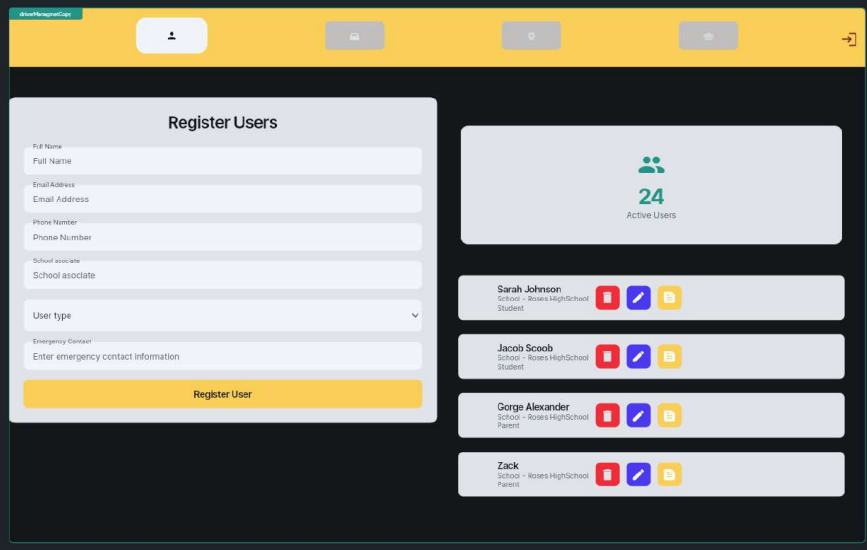 driverManagmetCopy
Register Users
Full Name
Full Name
Email Address
Email Address
Phone Number
Phone Number
School asociate
School asociate
User type
Emergency Contact
Enter emergency contact information
Register User
24
Active Users
Sarah Johnson
School - Roses HighSchool
Student
Jacob Scoob
School - Roses HighSchool
Student
Gorge Alexander
School - Roses HighSchool
Parent
Zack
School - Roses HighSchool
Parent